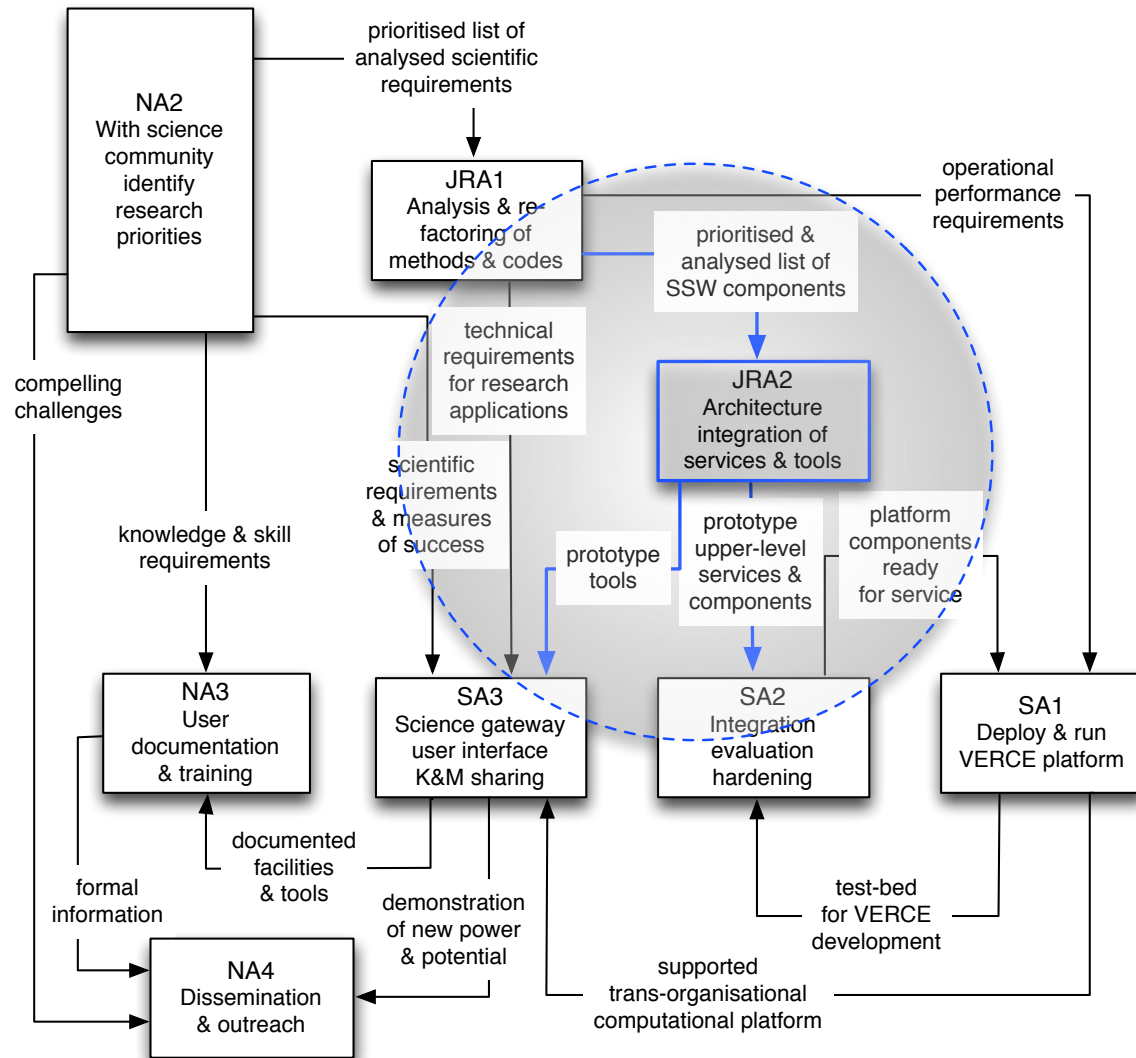 prioritised list of
analysed scientific
requirements
NA2
With science
community
identify
research
priorities
JRA1
Analysis & re-
factoring of
methods & codes
operational
performance
requirements
prioritised &
analysed list of
SSW components
technical
requirements
for research
applications
compelling
challenges
JRA2
Architecture
integration of
services & tools
scientific
requirements
& measures
of success
knowledge & skill
requirements
prototype
tools
prototype
upper-level
services &
components
platform
components
ready
for service
NA3
User
documentation
& training
SA3
Science gateway
user interface
K&M sharing
SA2
Integration
evaluation
hardening
SA1
Deploy & run
VERCE platform
documented
facilities
& tools
formal
information
demonstration
of new power
& potential
test-bed
for VERCE
development
NA4
Dissemination
& outreach
supported
trans-organisational
computational platform